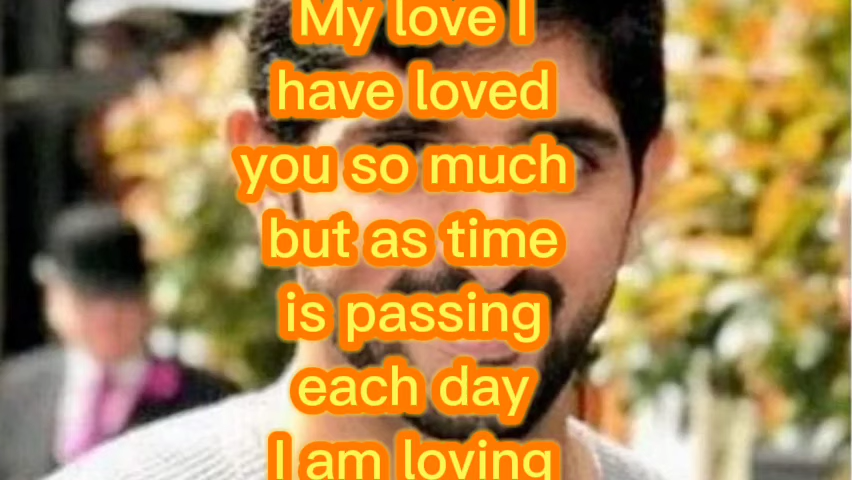 My love I
have loved
you so much
but as time
is passing
each day
I am loving